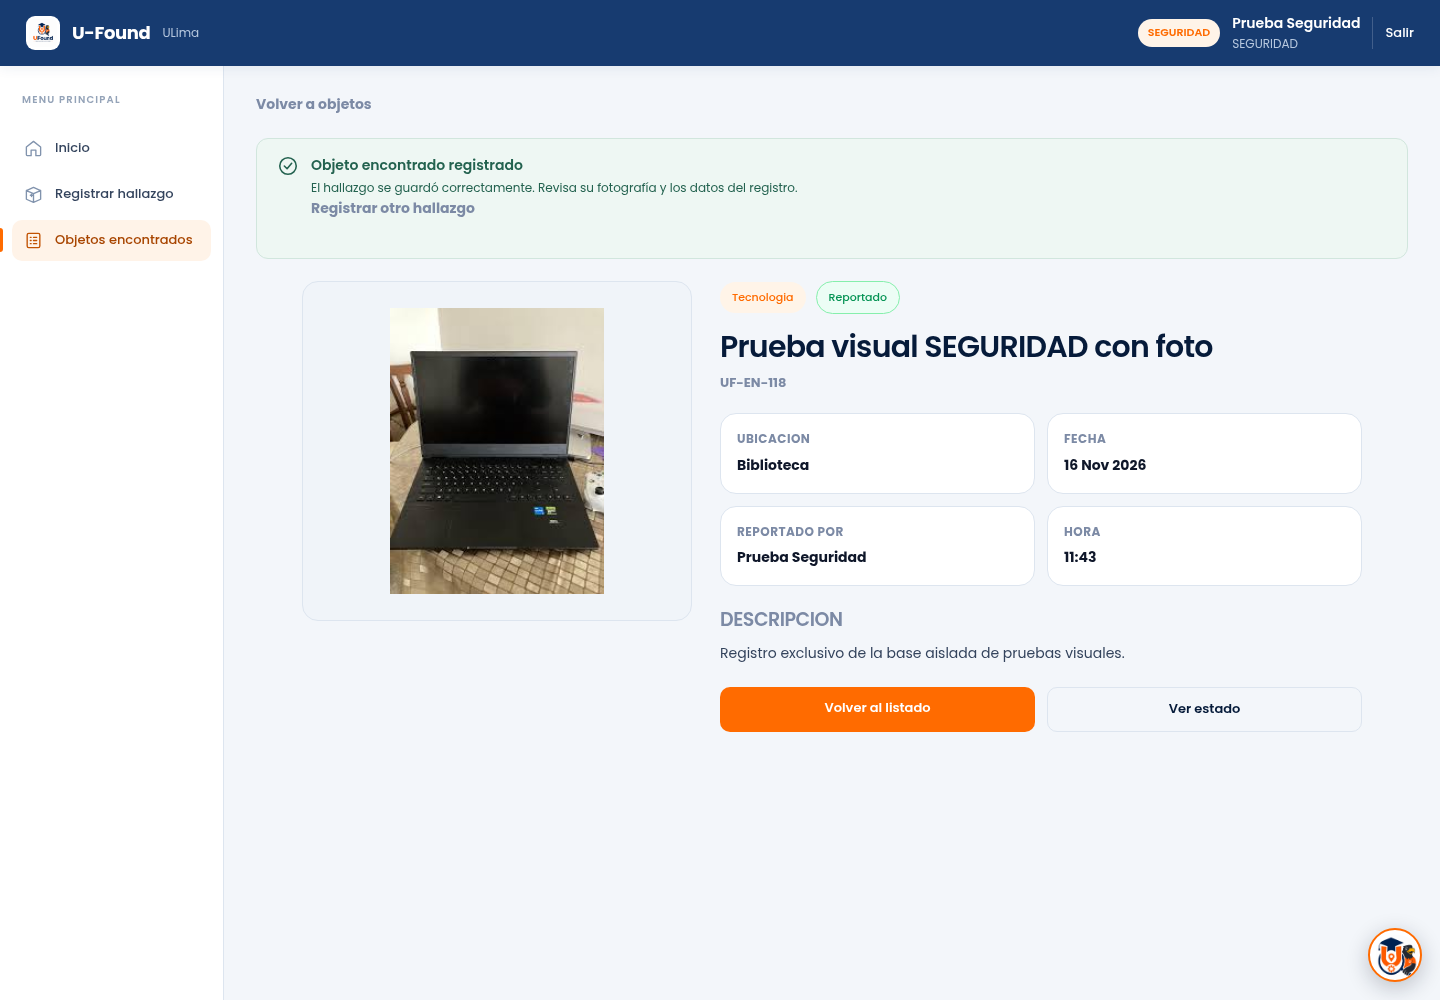 UFound
U-Found
ULima
SEGURIDAD
Prueba Seguridad
SEGURIDAD
Salir
MENU PRINCIPAL
Inicio
Registrar hallazgo
Objetos encontrados
Volver a objetos
Objeto encontrado registrado
El hallazgo se guardó correctamente. Revisa su fotografía y los datos del registro.
Registrar otro hallazgo
Tecnologia
Reportado
Prueba visual SEGURIDAD con foto
UF-EN-118
UBICACION
Biblioteca
FECHA
16 Nov 2026
REPORTADO POR
Prueba Seguridad
HORA
11:43
DESCRIPCION
Registro exclusivo de la base aislada de pruebas visuales.
Volver al listado
Ver estado